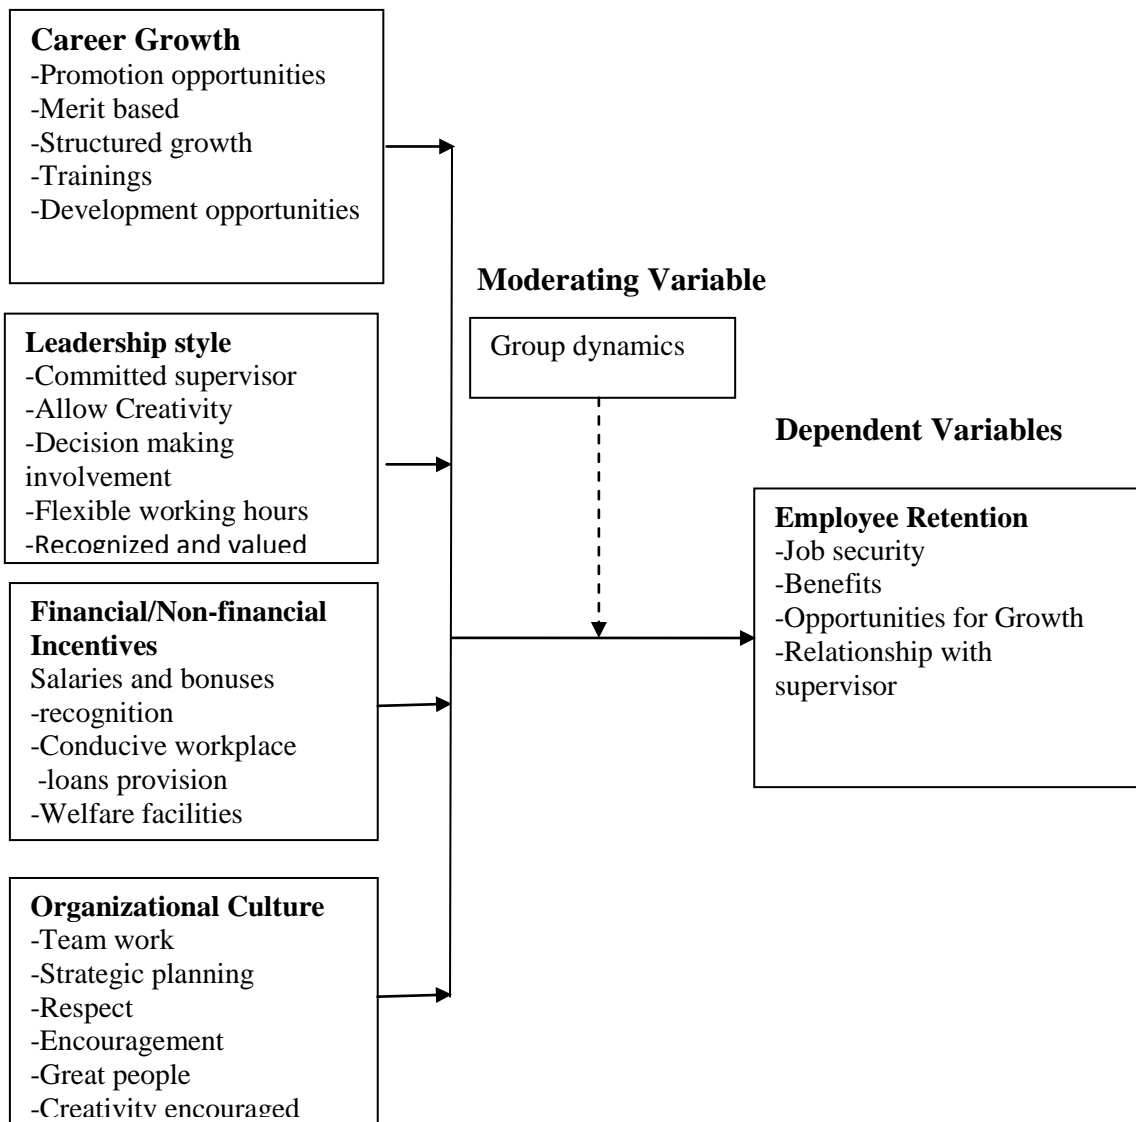 Career Growth
-Promotion opportunities
-Merit based
-Structured growth
-Trainings
-Development opportunities
Leadership style
-Committed supervisor
-Allow Creativity
-Decision making
involvement
-Flexible working hours
-Recognized and valued
Financial/Non-financial
Incentives
Salaries and bonuses
-recognition
-Conducive workplace
-loans provision
-Welfare facilities
Organizational Culture
-Team work
-Strategic planning
-Respect
-Encouragement
-Great people
-Creativity encouraged
Moderating Variable
Group dynamics
Dependent Variables
Employee Retention
-Job security
-Benefits
-Opportunities for Growth
-Relationship with
supervisor